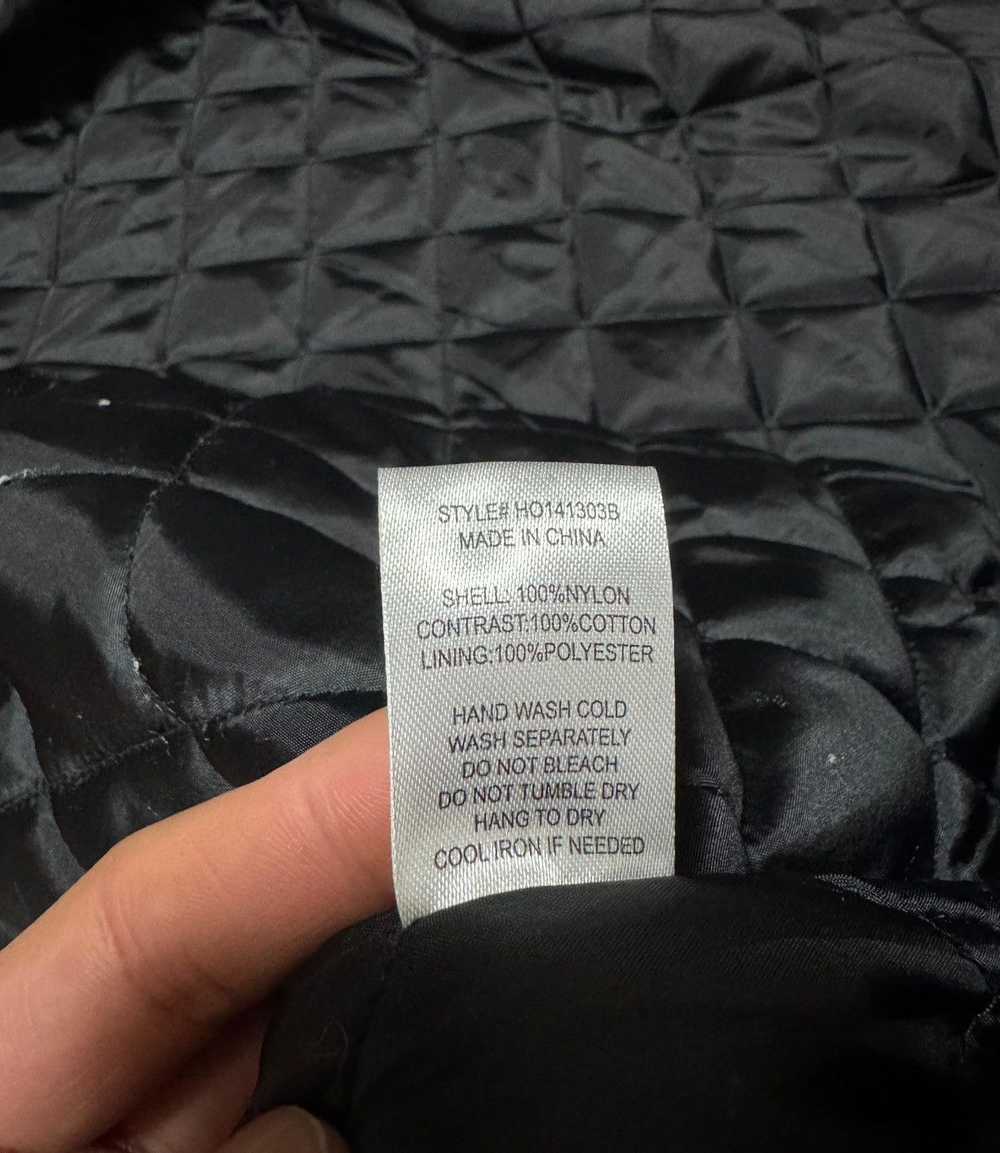 STYLE# HO141303B
MADE IN CHINA
SHELL: 100%NYLON
CONTRAST:100%COTTON
LINING:100%POLYESTER
HAND WASH COLD
WASH SEPARATELY
DO NOT BLEACH
DO NOT TUMBLE DRY
HANG TO DRY
COOL IRON IF NEEDED